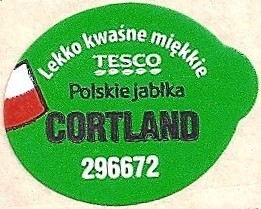 Lekko kwaśne miękkie
TESCO
Polskie jabłka
CORTLAND
296672